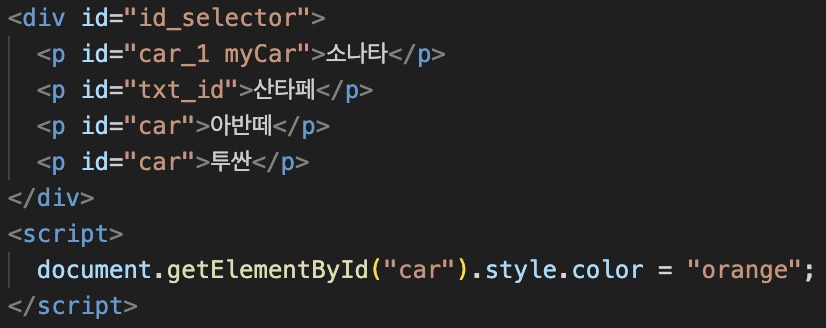 <div id="id_selector">
<p id="car_1 myCar">소나타</p>
<p id="txt_id">산타페</p>
<p id="car">아반떼</p>
<p id="car">투싼</p>
</div>
<script>
document.getElementById("car").style.color = "orange";
</script>